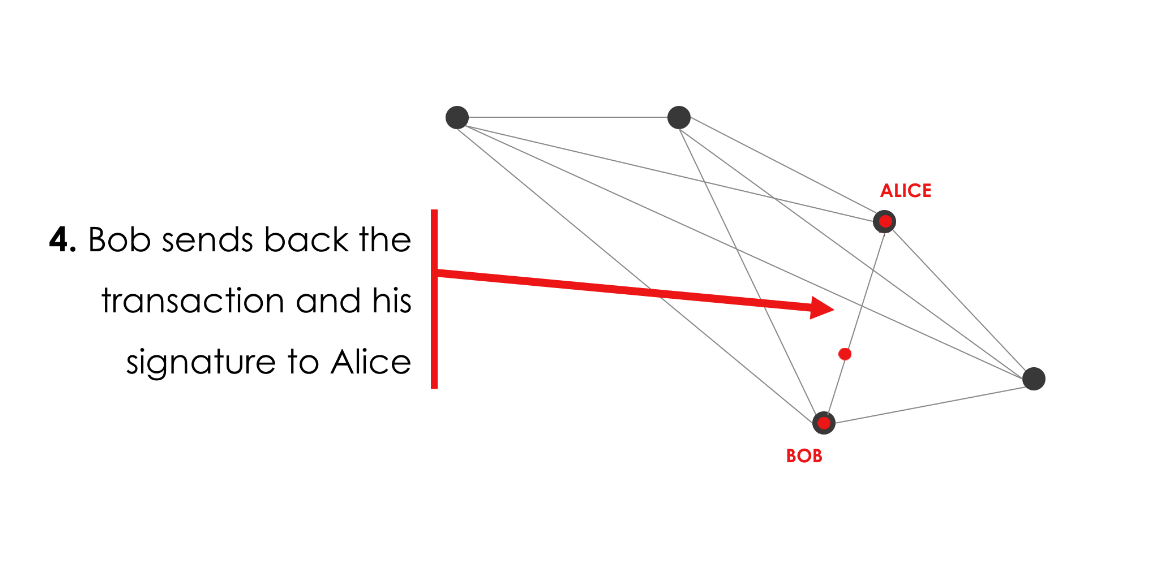 ALICE
4. Bob sends back the
transaction and his
signature to Alice
BOB